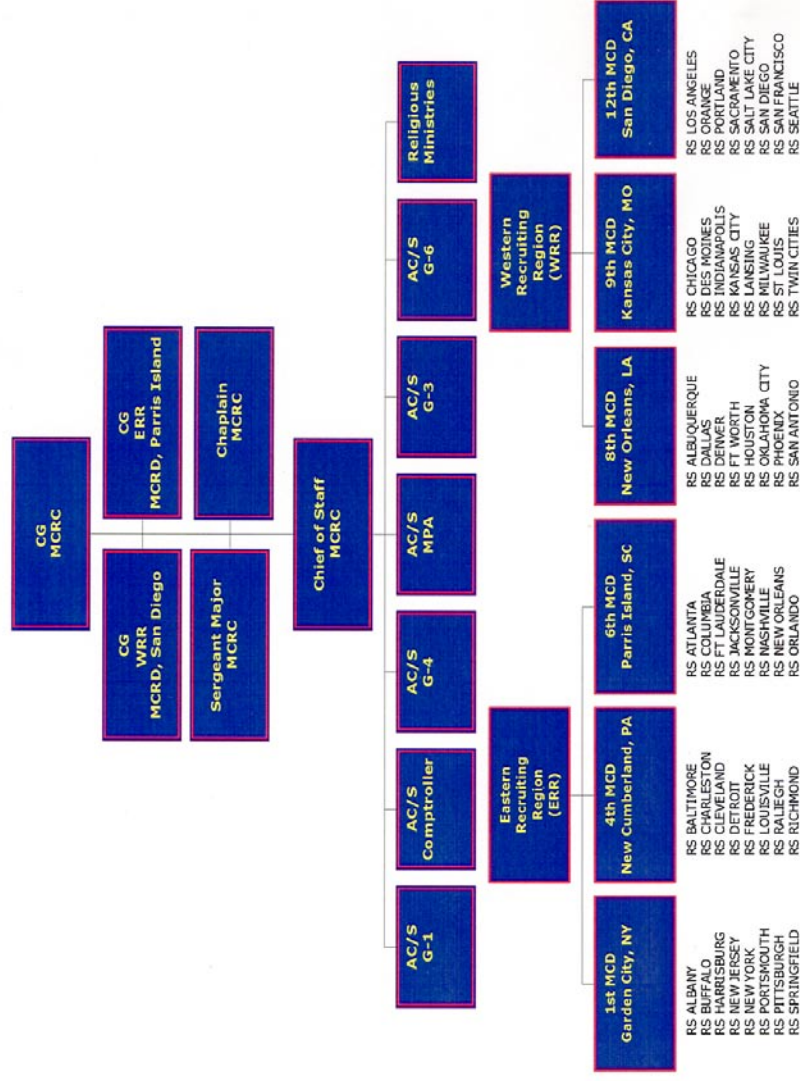 CG
MCRC
CG
WRR
MCRD, San Diego
CG
ERR
MCRD, Parris Island
Sergeant Major
MCRC
Chaplain
MCRC
Chief of Staff
MCRC
AC/S
G-1
AC/S
Comptroller
AC/S
G-4
AC/S
MPA
AC/S
G-3
AC/S
G-6
Religious
Ministries
Eastern
Recruiting
Region
(ERR)
Western
Recruiting
Region
(WRR)
1st MCD
Garden City, NY
4th MCD
New Cumberland, PA
6th MCD
Parris Island, SC
8th MCD
New Orleans, LA
9th MCD
Kansas City, MO
12th MCD
San Diego, CA
RS ALBANY
RS BUFFALO
RS HARRISBURG
RS NEW JERSEY
RS NEW YORK
RS PORTSMOUTH
RS PITTSBURGH
RS SPRINGFIELD
RS BALTIMORE
RS CHARLESTON
RS CLEVELAND
RS DETROIT
RS FREDERICK
RS LOUISVILLE
RS RALIEGH
RS RICHMOND
RS ATLANTA
RS COLUMBIA
RS FT LAUDERDALE
RS JACKSONVILLE
RS MONTGOMERY
RS NASHVILLE
RS NEW ORLEANS
RS ORLANDO
RS ALBUQUERQUE
RS DALLAS
RS DENVER
RS FT WORTH
RS HOUSTON
RS OKLAHOMA CITY
RS PHOENIX
RS SAN ANTONIO
RS CHICAGO
RS DES MOINES
RS INDIANAPOLIS
RS KANSAS CITY
RS LANSING
RS MILWAUKEE
RS ST LOUIS
RS TWIN CITIES
RS LOS ANGELES
RS ORANGE
RS PORTLAND
RS SACRAMENTO
RS SALT LAKE CITY
RS SAN DIEGO
RS SAN FRANCISCO
RS SEATTLE